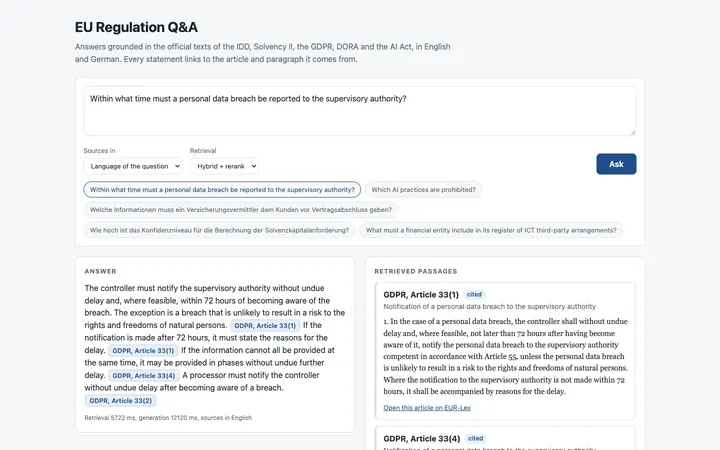 EU Regulation Q&A
Answers grounded in the official texts of the IDD, Solvency II, the GDPR, DORA and the AI Act, in English
and German. Every statement links to the article and paragraph it comes from.
Within what time must a personal data breach be reported to the supervisory authority?
Sources in
Retrieval
Language of the question
Hybrid + rerank
Ask
Within what time must a personal data breach be reported to the supervisory authority?
Which AI practices are prohibited?
Welche Informationen muss ein Versicherungsvermittler dem Kunden vor Vertragsabschluss geben?
Wie hoch ist das Konfidenzniveau für die Berechnung der Solvenzkapitalanforderung?
What must a financial entity include in its register of ICT third-party arrangements?
ANSWER
The controller must notify the supervisory authority without undue
delay and, where feasible, within 72 hours of becoming aware of the
breach. The exception is a breach that is unlikely to result in a risk to the
rights and freedoms of natural persons. GDPR, Article 33(1) If the
notification is made after 72 hours, it must state the reasons for the
delay. GDPR, Article 33(1) If the information cannot all be provided at
the same time, it may be provided in phases without undue further
delay. GDPR, Article 33(4) A processor must notify the controller
without undue delay after becoming aware of a breach.
GDPR, Article 33(2)
Retrieval 5722 ms, generation 12120 ms, sources in English
RETRIEVED PASSAGES
GDPR, Article 33(1) cited
Notification of a personal data breach to the supervisory authority
1. In the case of a personal data breach, the controller shall without undue
delay and, where feasible, not later than 72 hours after having become
aware of it, notify the personal data breach to the supervisory authority
competent in accordance with Article 55, unless the personal data breach
is unlikely to result in a risk to the rights and freedoms of natural persons.
Where the notification to the supervisory authority is not made within 72
hours, it shall be accompanied by reasons for the delay.
Open this article on EUR-Lex
GDPR, Article 33(4) cited
Notification of a personal data breach to the supervisory authority